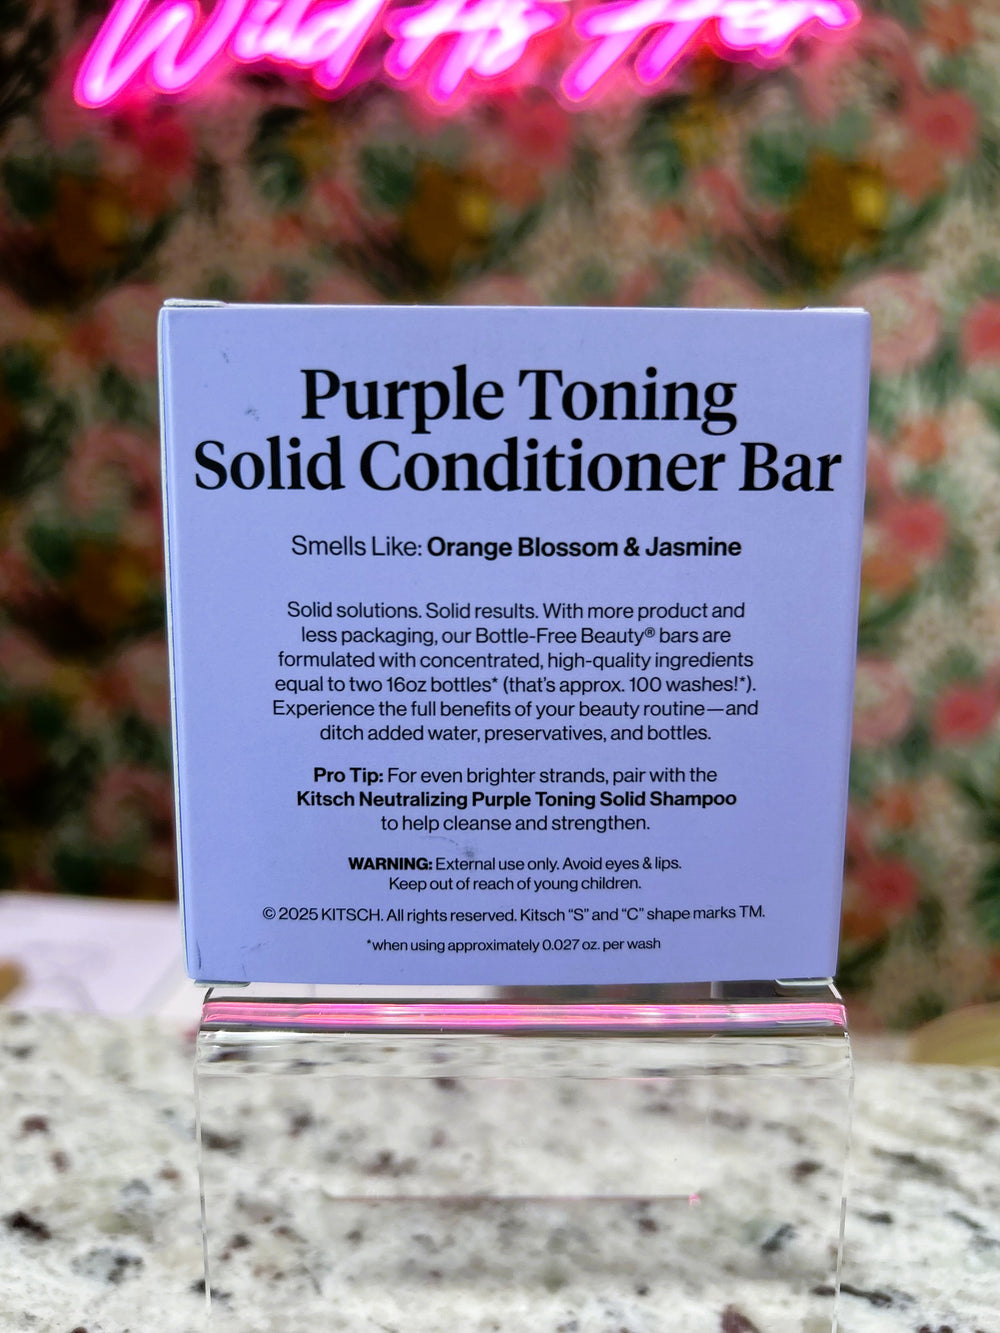 Wild As Her
Purple Toning
Solid Conditioner Bar
Smells Like: Orange Blossom & Jasmine
Solid solutions. Solid results. With more product and
less packaging, our Bottle-Free Beauty® bars are
formulated with concentrated, high-quality ingredients
equal to two 16oz bottles* (that's approx. 100 washes!*).
Experience the full benefits of your beauty routine—and
ditch added water, preservatives, and bottles.
Pro Tip: For even brighter strands, pair with the
Kitsch Neutralizing Purple Toning Solid Shampoo
to help cleanse and strengthen.
WARNING: External use only. Avoid eyes & lips.
Keep out of reach of young children.
© 2025 KITSCH. All rights reserved. Kitsch “S” and “C” shape marks TM.
*when using approximately 0.027 oz. per wash